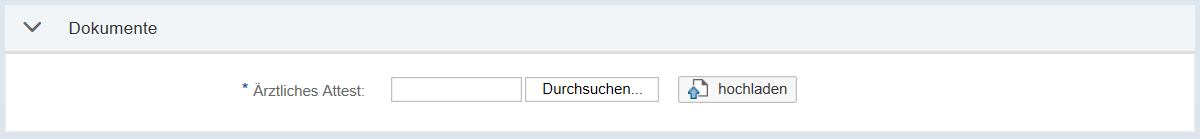 Dokumente
* Ärztliches Attest: Durchsuchen... hochladen